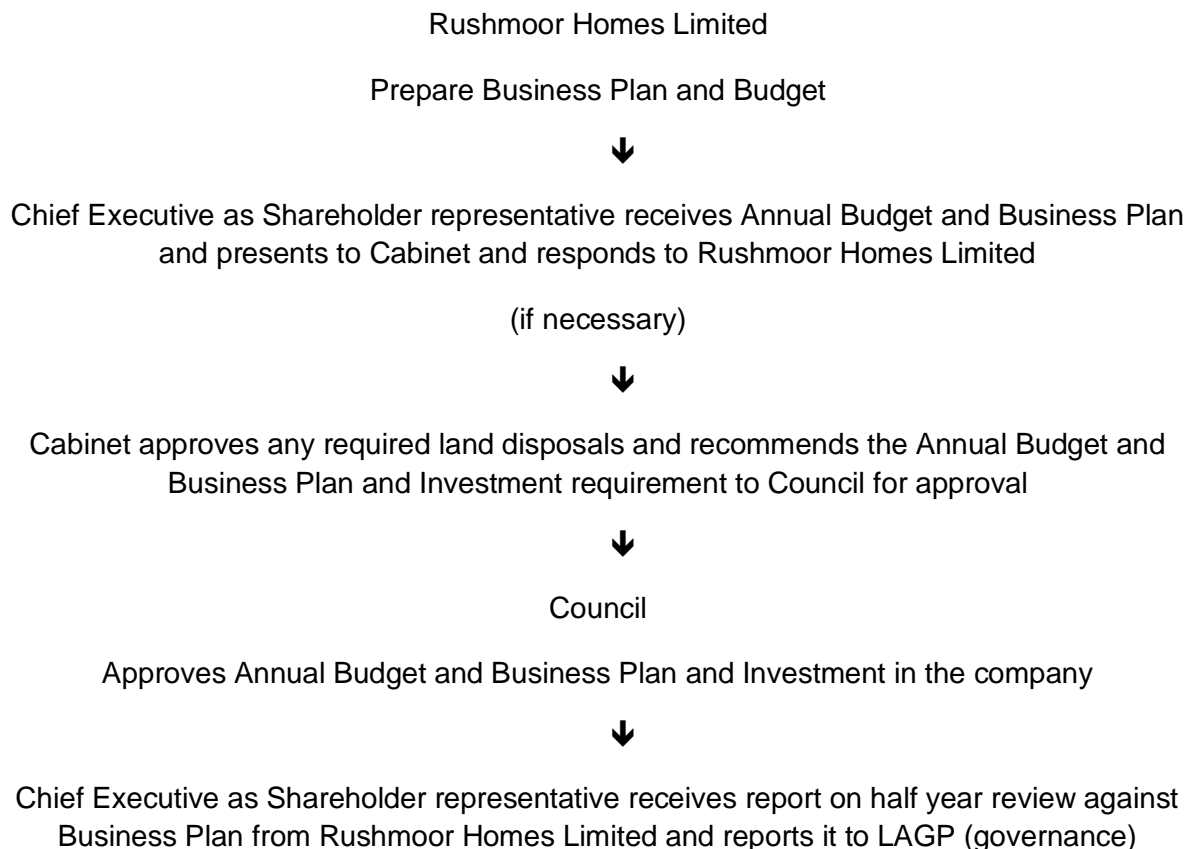 Rushmoor Homes Limited
Prepare Business Plan and Budget
Chief Executive as Shareholder representative receives Annual Budget and Business Plan
and presents to Cabinet and responds to Rushmoor Homes Limited
(if necessary)
Cabinet approves any required land disposals and recommends the Annual Budget and
Business Plan and Investment requirement to Council for approval
Council
Approves Annual Budget and Business Plan and Investment in the company
Chief Executive as Shareholder representative receives report on half year review against
Business Plan from Rushmoor Homes Limited and reports it to LAGP (governance)